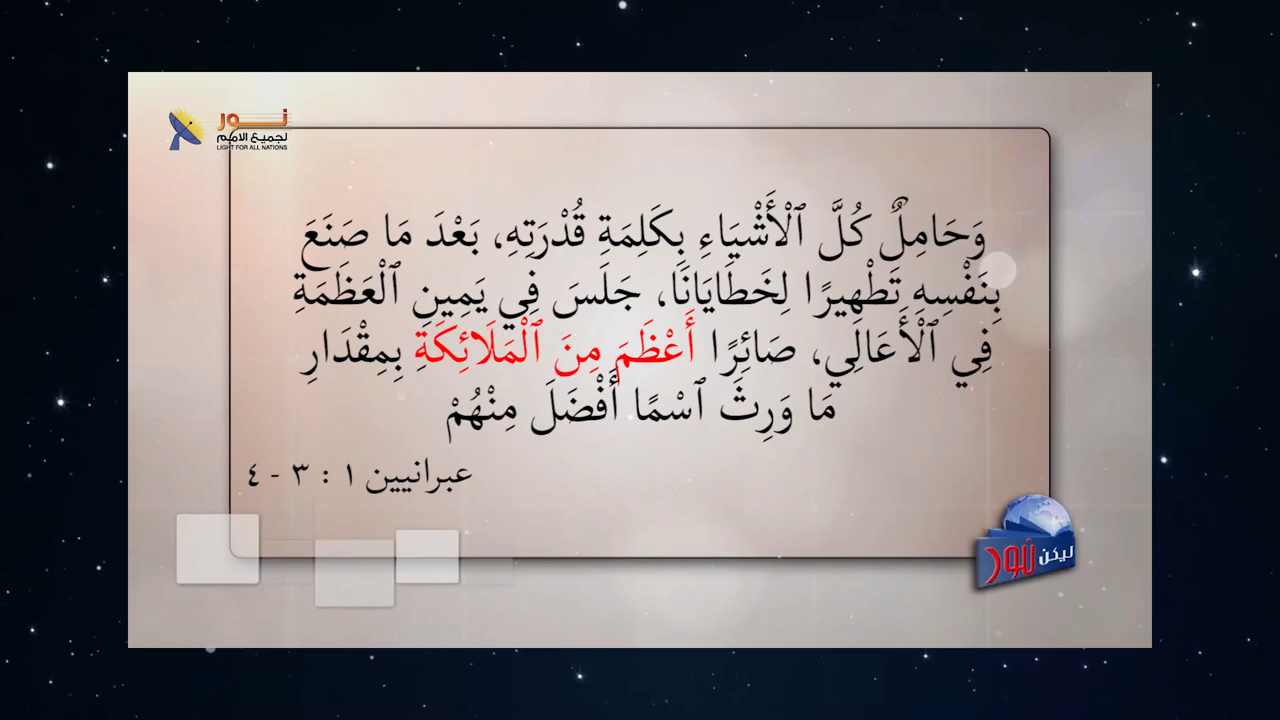 نور
لجميع الامم
LIGHT FOR ALL NATIONS
وَحَامِلٌ كُلَّ ٱلْأَشْيَاءِ بِكَلِمَةِ قُدْرَتِهِ، بَعْدَ مَا صَنَعَ
بِنَفْسِهِ تَطْهِيرًا لِخَطَايَانَا، جَلَسَ فِي يَمِينِ ٱلْعَظَمَةِ
فِي ٱلْأَعَالِي، صَائِرًا أَعْظَمَ مِنَ ٱلْمَلَائِكَةِ بِمِقْدَارِ
مَا وَرِثَ ٱسْمًا أَفْضَلَ مِنْهُمْ
عبرانيين ١ : ٣ - ٤
ليكن نور